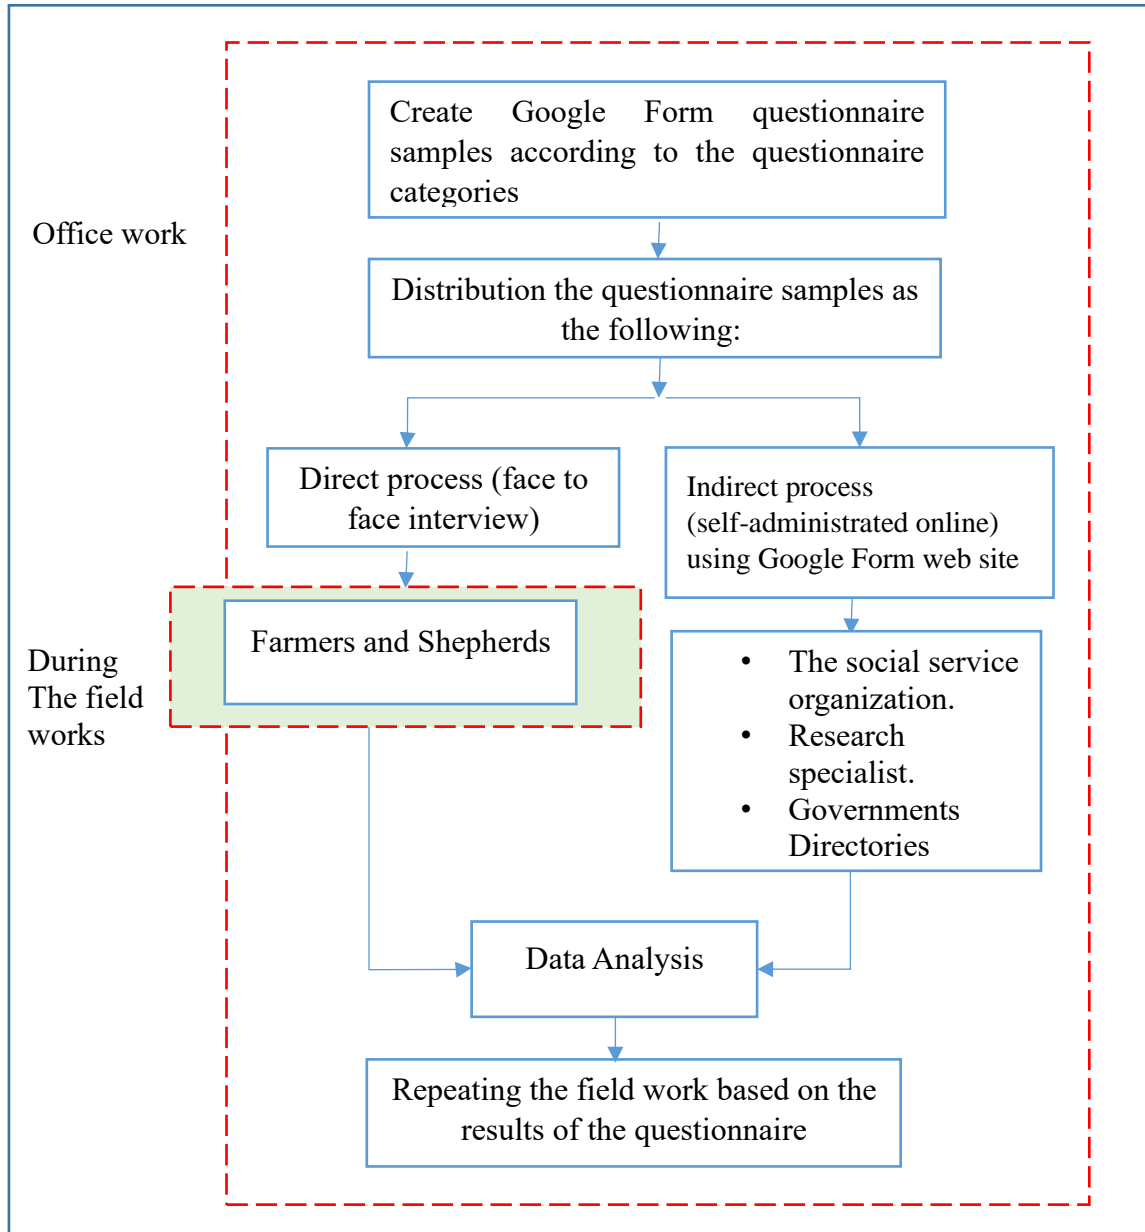 Create Google Form questionnaire
samples according to the questionnaire
categories
Office work
Distribution the questionnaire samples as
the following:
Direct process (face to
face interview)
Indirect process
(self-administrated online)
using Google Form web site
During
The field
works
Farmers and Shepherds
• The social service
organization.
• Research
specialist.
• Governments
Directories
Data Analysis
Repeating the field work based on the
results of the questionnaire